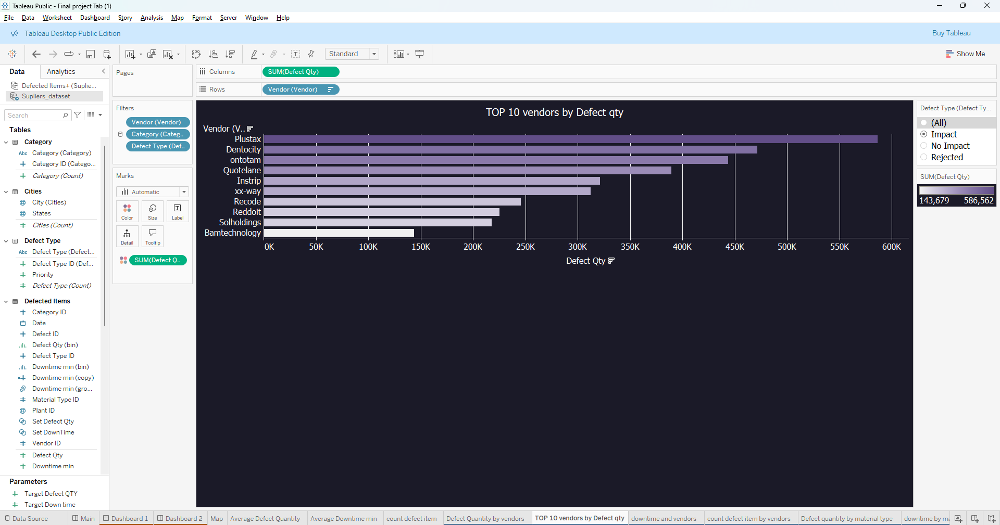 Tableau Public - Final project Tab (1)
File Data Worksheet Dashboard Story Analysis Map Format Server Window Help
Tableau Desktop Public Edition
Buy Tableau
Standard
Show Me
Data
Analytics
Defected Items+ (Suplie...
Supliers_dataset
Search
Tables
Category
Abc Category (Category)
Category ID (Catego...
Category (Count)
Cities
City (Cities)
States
Cities (Count)
Defect Type
Abc Defect Type (Defect...
Defect Type ID (Def...
Priority
Defect Type (Count)
Defected Items
Category ID
Date
Defect ID
Defect Qty (bin)
Defect Type ID
Downtime min (bin)
Downtime min (copy)
Downtime min (gro...
Material Type ID
Plant ID
Set Defect Qty
Set DownTime
Vendor ID
Defect Qty
Downtime min
Parameters
Target Defect QTY
Target Down time
Pages
Filters
Vendor (Vendor)
Category (Categ..
Defect Type (Def..
Marks
Automatic
Color
Size
Label
Detail
Tooltip
SUM(Defect Q..
Columns
SUM(Defect Qty)
Rows
Vendor (Vendor)
TOP 10 vendors by Defect qty
Vendor (V..
Plustax
Dentocity
ontotam
Quotelane
Instrip
xx-way
Recode
Reddoit
Solholdings
Bamtechnology
0K 50K 100K 150K 200K 250K 300K 350K 400K 450K 500K 550K 600K
Defect Qty
Defect Type (Defect Ty...
(All)
Impact
No Impact
Rejected
SUM(Defect Qty)
143,679 586,562
Data Source
Main
Dashboard 1
Dashboard 2
Map
Average Defect Quantity
Average Downtime min
count defect item
Defect Quantity by vendors
TOP 10 vendors by Defect qty
downtime and vendors
count defect item by vendors
Defect quantity by material type
downtime by ma